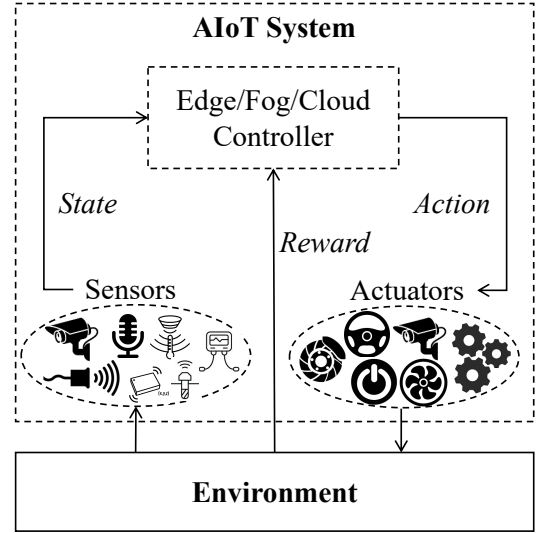 AIoT System
Edge/Fog/Cloud
Controller
State
Reward
Action
Sensors
Actuators
Environment